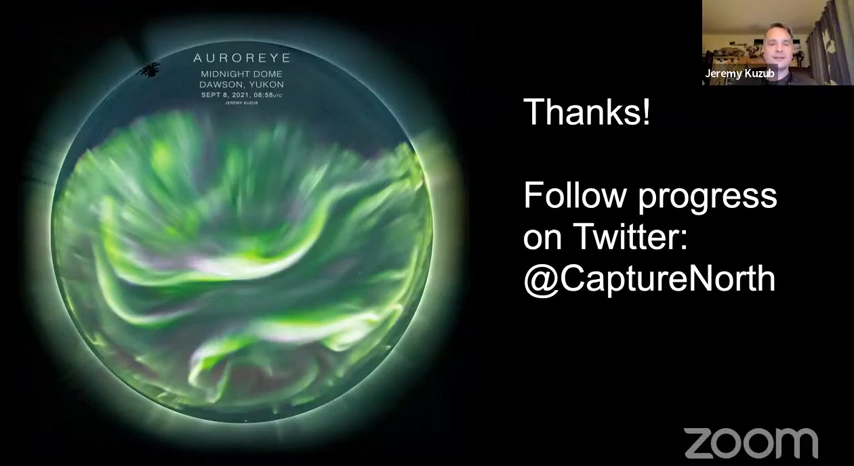 AUROREYE
MIDNIGHT DOME
DAWSON, YUKON
SEPT 8, 2021, 08:58UTC
JEREMY KUZUB
Jeremy Kuzub
Thanks!
Follow progress
on Twitter:
@CaptureNorth
zoom